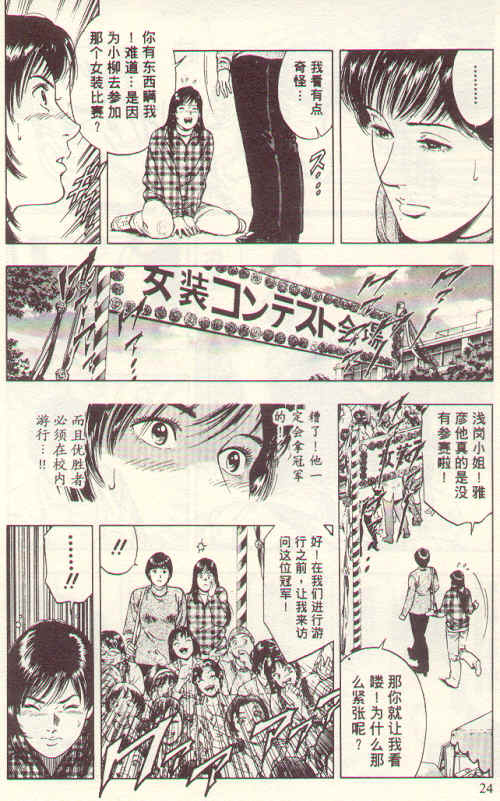 …………
我看有点
奇怪…
ズ…
你有东西瞒我
！难道…是因
为小柳去参加
那个女装比赛？
女装コンテスト会場
浅岗小姐！雅
彦他真的是没
有参赛啦！
女装
那你就让我看
喽！为什么那
么紧张呢？
糟了！他一
定会拿冠军
的！
而且优胜者
必须在校内
游行…!!
好！在我们进行游
行之前，让我来访
问这位冠军！
!!
……!!
24